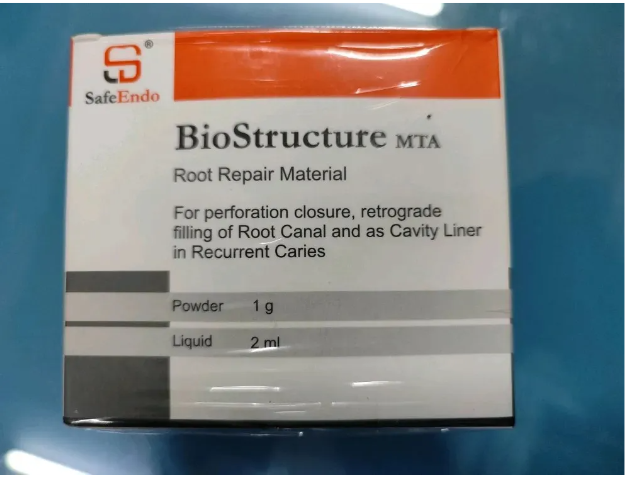 ®
SafeEndo
BioStructure MTA
Root Repair Material
For perforation closure, retrograde
filling of Root Canal and as Cavity Liner
in Recurrent Caries
Powder 1 g
Liquid 2 ml